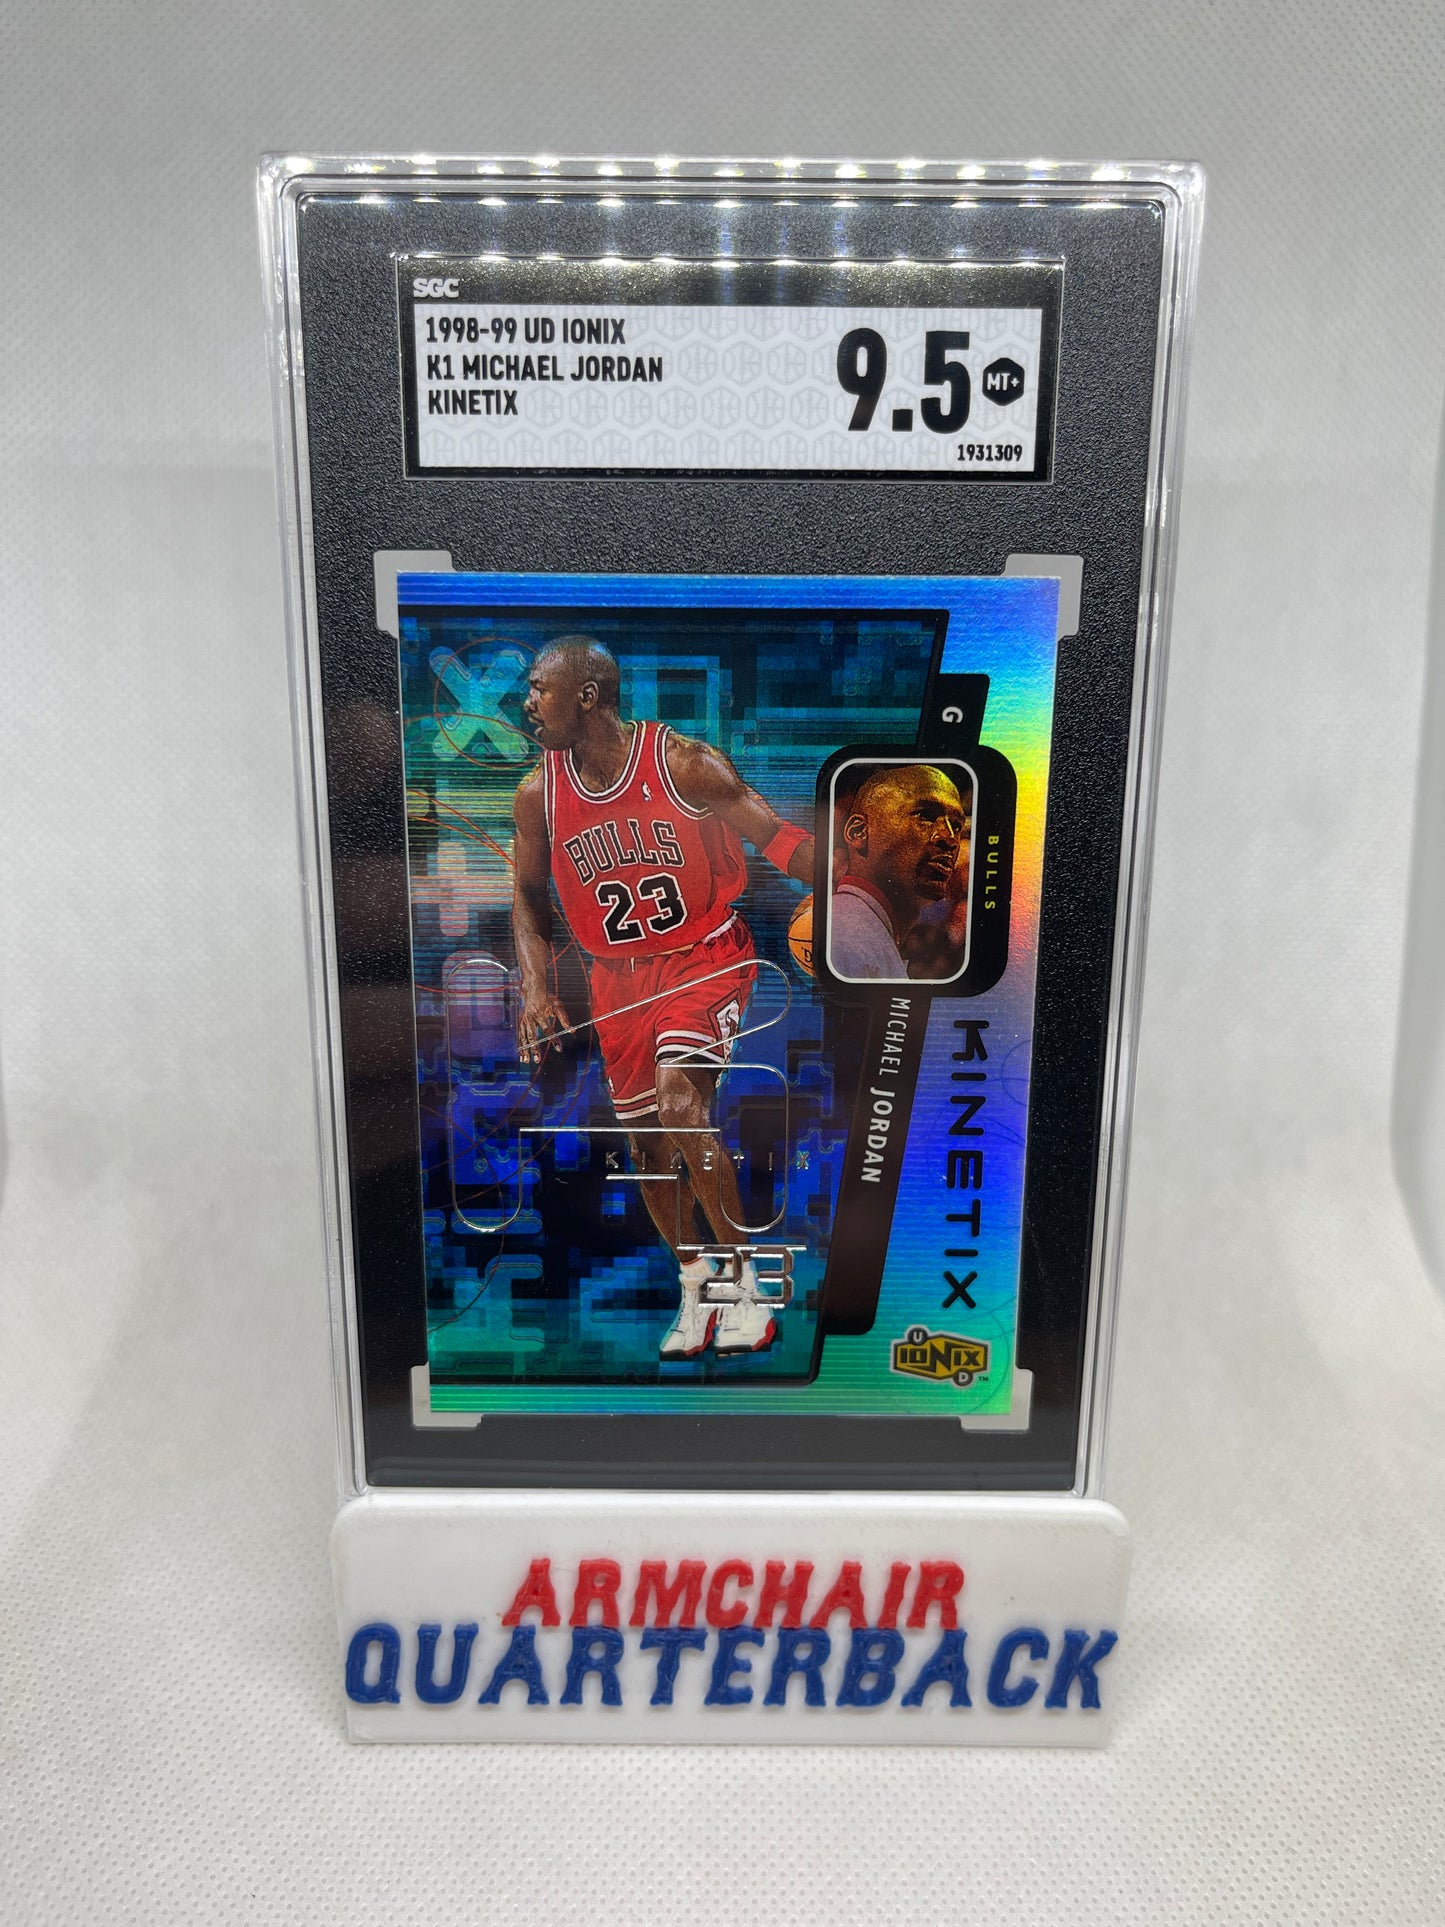 SGC
1998-99 UD IONIX
K1 MICHAEL JORDAN
KINETIX
9.5
MT+
1931309
G
BULLS
BULLS
23
MICHAEL JORDAN
KINETIX
KINETIX
23
U
IONIX
D ™
ARMCHAIR
QUARTERBACK